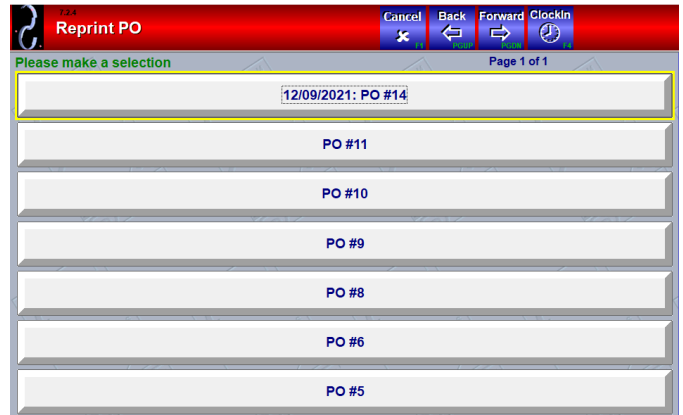 7.2.4
Reprint PO
Cancel
F1
Back
PGUP
Forward
PGDN
ClockIn
F4
Please make a selection
Page 1 of 1
12/09/2021: PO #14
PO #11
PO #10
PO #9
PO #8
PO #6
PO #5